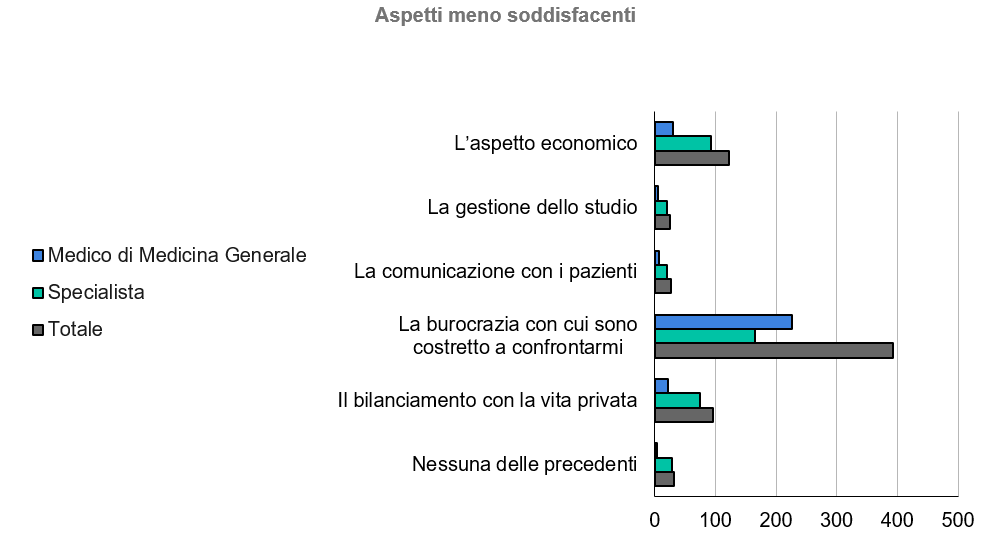 Aspetti meno soddisfacenti
L’aspetto economico
La gestione dello studio
La comunicazione con i pazienti
La burocrazia con cui sono
costretto a confrontarmi
Il bilanciamento con la vita privata
Nessuna delle precedenti
Medico di Medicina Generale
Specialista
Totale
0 100 200 300 400 500